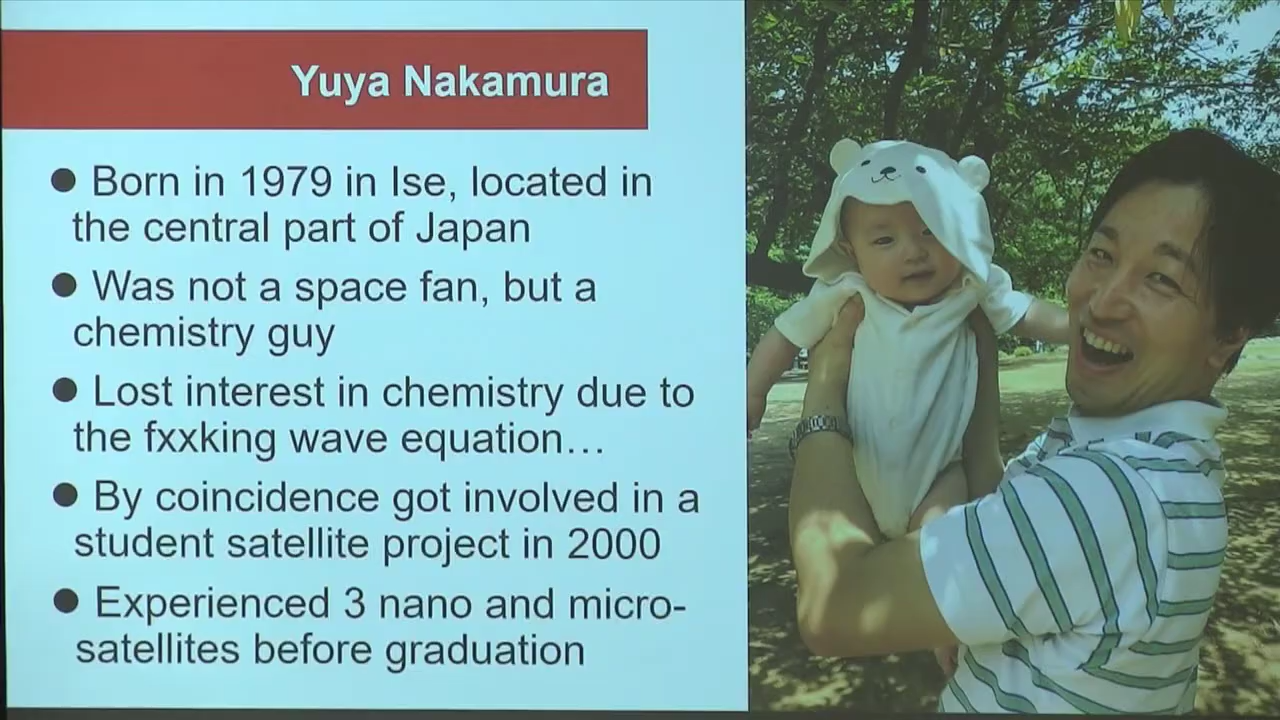 Yuya Nakamura
● Born in 1979 in Ise, located in
the central part of Japan
● Was not a space fan, but a
chemistry guy
● Lost interest in chemistry due to
the fxxking wave equation…
● By coincidence got involved in a
student satellite project in 2000
● Experienced 3 nano and micro-
satellites before graduation